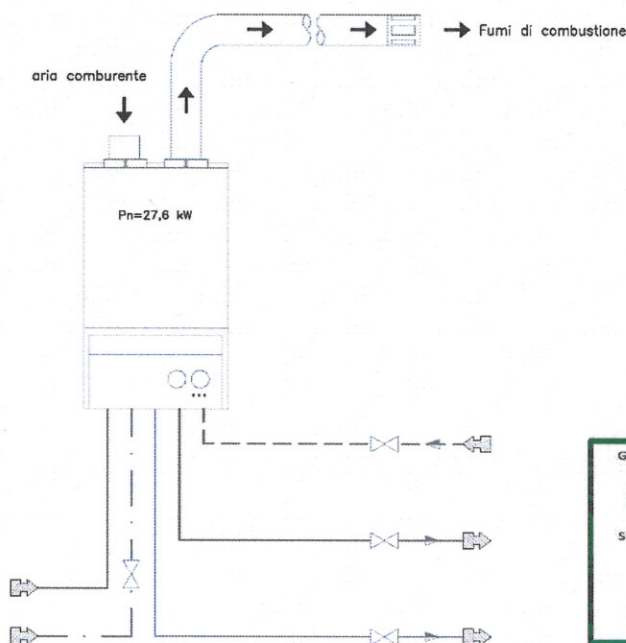 Fumi di combustione
aria comburente
Pn=27,6 kW
G
S